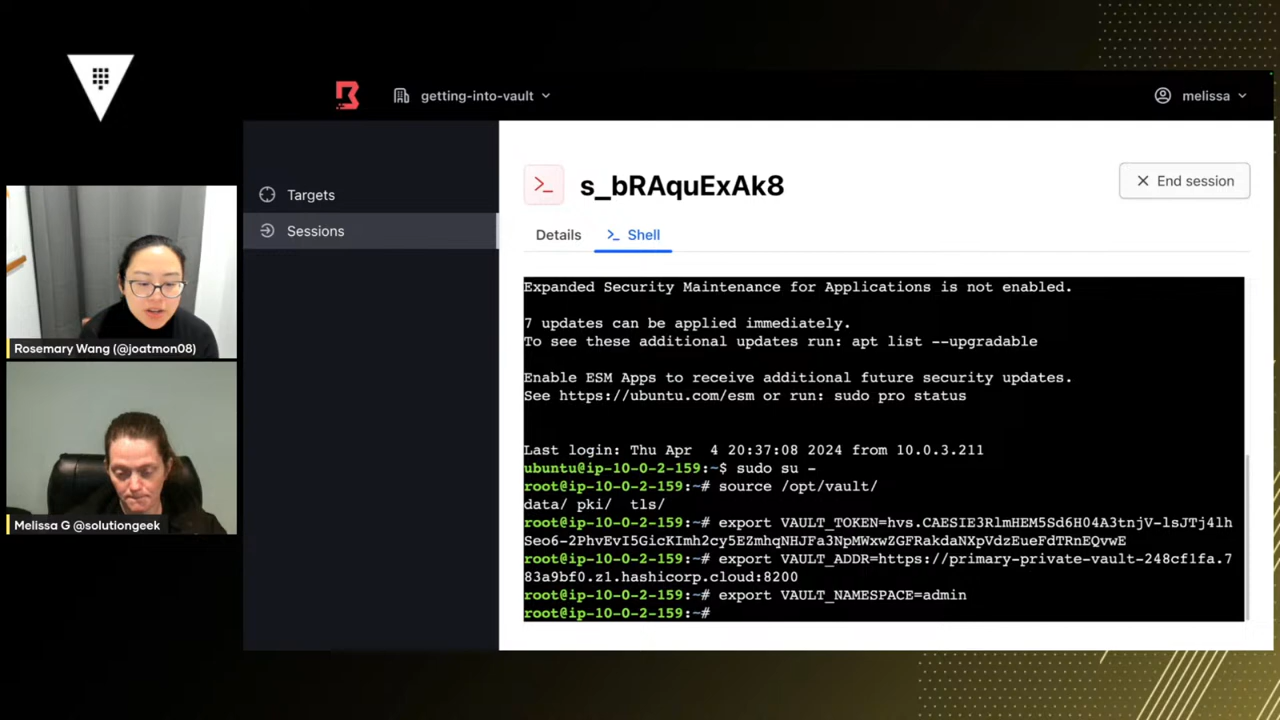 getting-into-vault
melissa
Targets
Sessions
s_bRAquExAk8
End session
Details
Shell
Expanded Security Maintenance for Applications is not enabled.
7 updates can be applied immediately.
To see these additional updates run: apt list --upgradable
Enable ESM Apps to receive additional future security updates.
See https://ubuntu.com/esm or run: sudo pro status
Last login: Thu Apr  4 20:37:08 2024 from 10.0.3.211
ubuntu@ip-10-0-2-159:~$ sudo su -
root@ip-10-0-2-159:~# source /opt/vault/
data/ pki/  tls/
root@ip-10-0-2-159:~# export VAULT_TOKEN=hvs.CAESIE3RlmHEM5Sd6H04A3tnjV-lsJTj4lh
Seo6-2PhvEvI5GicKImh2cy5EZmhqNHJFa3NpMWxwZGFRakdaNXpVdzEueFdTRnEQvwE
root@ip-10-0-2-159:~# export VAULT_ADDR=https://primary-private-vault-248cf1fa.7
83a9bf0.z1.hashicorp.cloud:8200
root@ip-10-0-2-159:~# export VAULT_NAMESPACE=admin
root@ip-10-0-2-159:~#
Rosemary Wang (@joatmon08)
Melissa G @solutiongeek